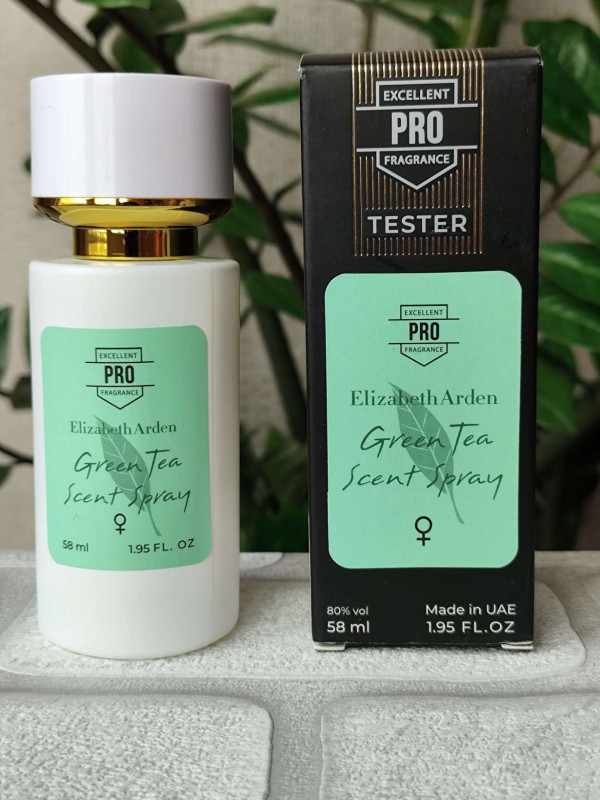 EXCELLENT
PRO
FRAGRANCE
Elizabeth Arden
Green Tea
Scent Spray
♀
58 ml 1.95 FL. OZ
EXCELLENT
PRO
FRAGRANCE
TESTER
EXCELLENT
PRO
FRAGRANCE
Elizabeth Arden
Green Tea
Scent Spray
♀
80% vol Made in UAE
58 ml 1.95 FL.OZ